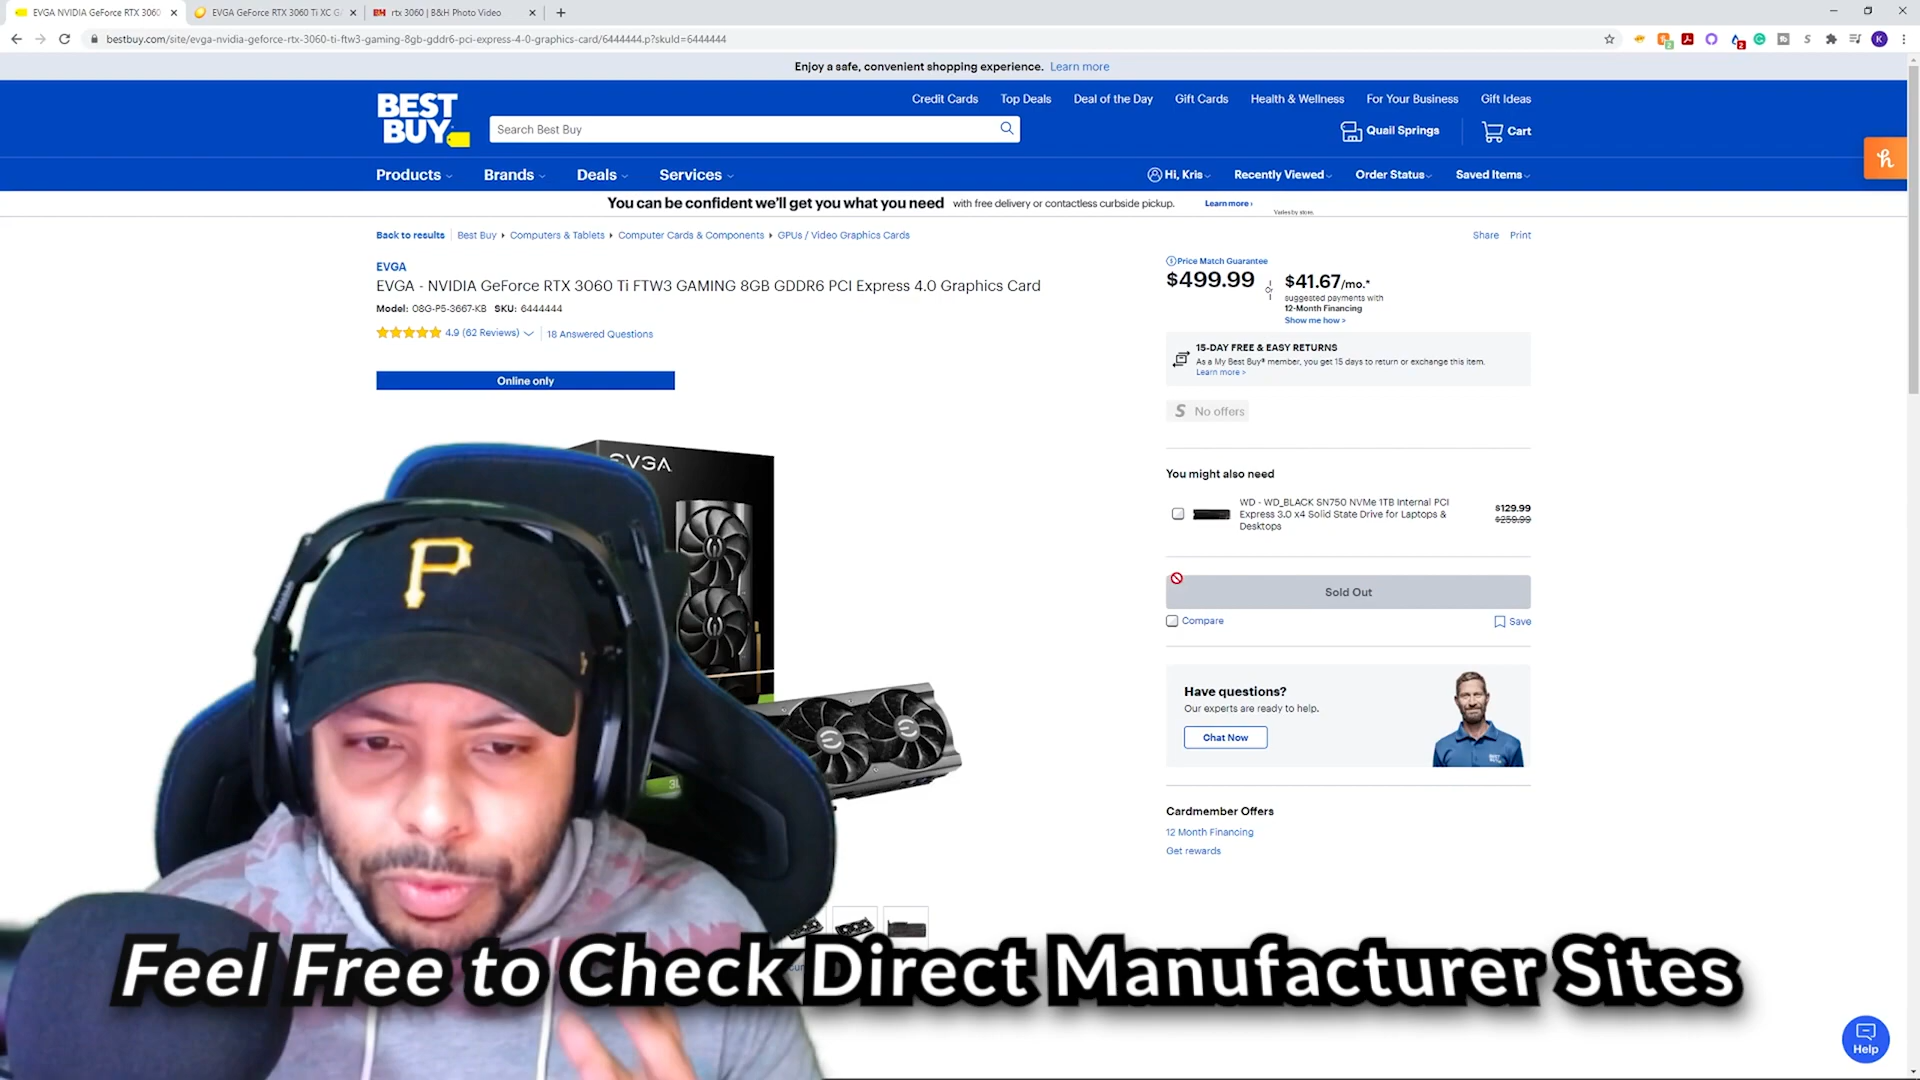 EVGA NVIDIA GeForce RTX 3060
EVGA GeForce RTX 3060 Ti XC G
rtx 3060 | B&H Photo Video
bestbuy.com/site/evga-nvidia-geforce-rtx-3060-ti-ftw3-gaming-8gb-gddr6-pci-express-4-0-graphics-card/6444444.p?skuId=6444444
Enjoy a safe, convenient shopping experience. Learn more
Credit Cards Top Deals Deal of the Day Gift Cards Health & Wellness For Your Business Gift Ideas
BEST BUY
Search Best Buy
Quail Springs
Cart
Products Brands Deals Services
Hi, Kris Recently Viewed Order Status Saved Items
You can be confident we'll get you what you need with free delivery or contactless curbside pickup. Learn more › Varies by store.
Back to results Best Buy Computers & Tablets Computer Cards & Components GPUs / Video Graphics Cards
Share Print
EVGA
EVGA - NVIDIA GeForce RTX 3060 Ti FTW3 GAMING 8GB GDDR6 PCI Express 4.0 Graphics Card
Model: 08G-P5-3667-KB SKU: 6444444
4.9 (62 Reviews) 18 Answered Questions
Online only
Price Match Guarantee
$499.99
or
$41.67/mo.*
suggested payments with
12-Month Financing
Show me how >
15-DAY FREE & EASY RETURNS
As a My Best Buy® member, you get 15 days to return or exchange this item.
Learn more >
S No offers
You might also need
WD - WD_BLACK SN750 NVMe 1TB Internal PCI
Express 3.0 x4 Solid State Drive for Laptops &
Desktops
$129.99
$259.99
Sold Out
Compare
Save
Have questions?
Our experts are ready to help.
Chat Now
Cardmember Offers
12 Month Financing
Get rewards
EVGA
P
Feel Free to Check Direct Manufacturer Sites
Help